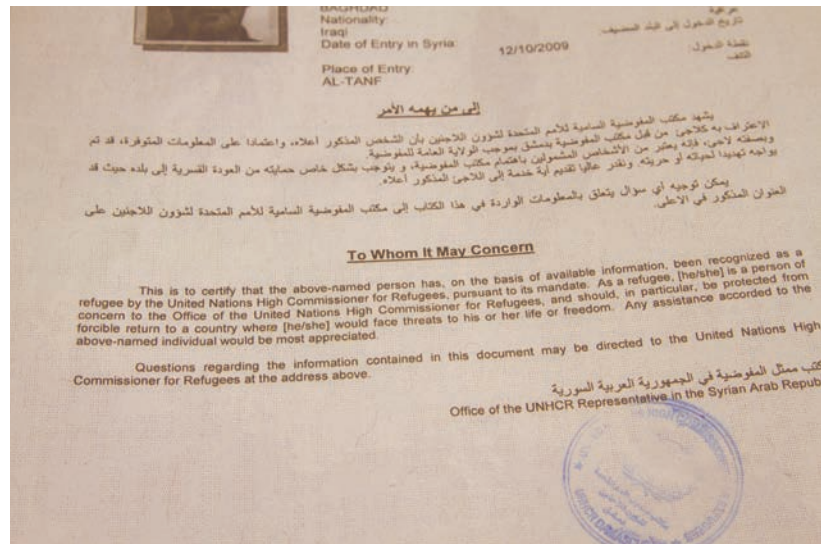 BAGHDAD
عراقية
Nationality:
Iraqi
تاريخ الدخول إلى البلد المضيف:
Date of Entry in Syria:
12/10/2009
نقطة الدخول:
Place of Entry:
التنف
AL-TANF
إلى من يهمه الأمر
يشهد مكتب المفوضية السامية للأمم المتحدة لشؤون اللاجئين بأن الشخص المذكور أعلاه، واعتمادا على المعلومات المتوفرة، قد تم
الاعتراف به كلاجئ من قبل مكتب المفوضية بدمشق بموجب الولاية العامة للمفوضية.
وبصفته لاجئ، فإنه يعتبر من الأشخاص المشمولين باهتمام مكتب المفوضية، و يتوجب بشكل خاص حمايته من العودة القسرية إلى بلده حيث قد
يواجه تهديدا لحياته أو حريته. ونقدر عاليا تقديم أية خدمة إلى اللاجئ المذكور أعلاه.
يمكن توجيه أي سؤال يتعلق بالمعلومات الواردة في هذا الكتاب إلى مكتب المفوضية السامية للأمم المتحدة لشؤون اللاجئين على
العنوان المذكور في الأعلى.
To Whom It May Concern
This is to certify that the above-named person has, on the basis of available information, been recognized as a
refugee by the United Nations High Commissioner for Refugees, pursuant to its mandate. As a refugee, [he/she] is a person of
concern to the Office of the United Nations High Commissioner for Refugees, and should, in particular, be protected from
forcible return to a country where [he/she] would face threats to his or her life or freedom. Any assistance accorded to the
above-named individual would be most appreciated.
Questions regarding the information contained in this document may be directed to the United Nations High
Commissioner for Refugees at the address above.
كتب ممثل المفوضية في الجمهورية العربية السورية
Office of the UNHCR Representative in the Syrian Arab Repub